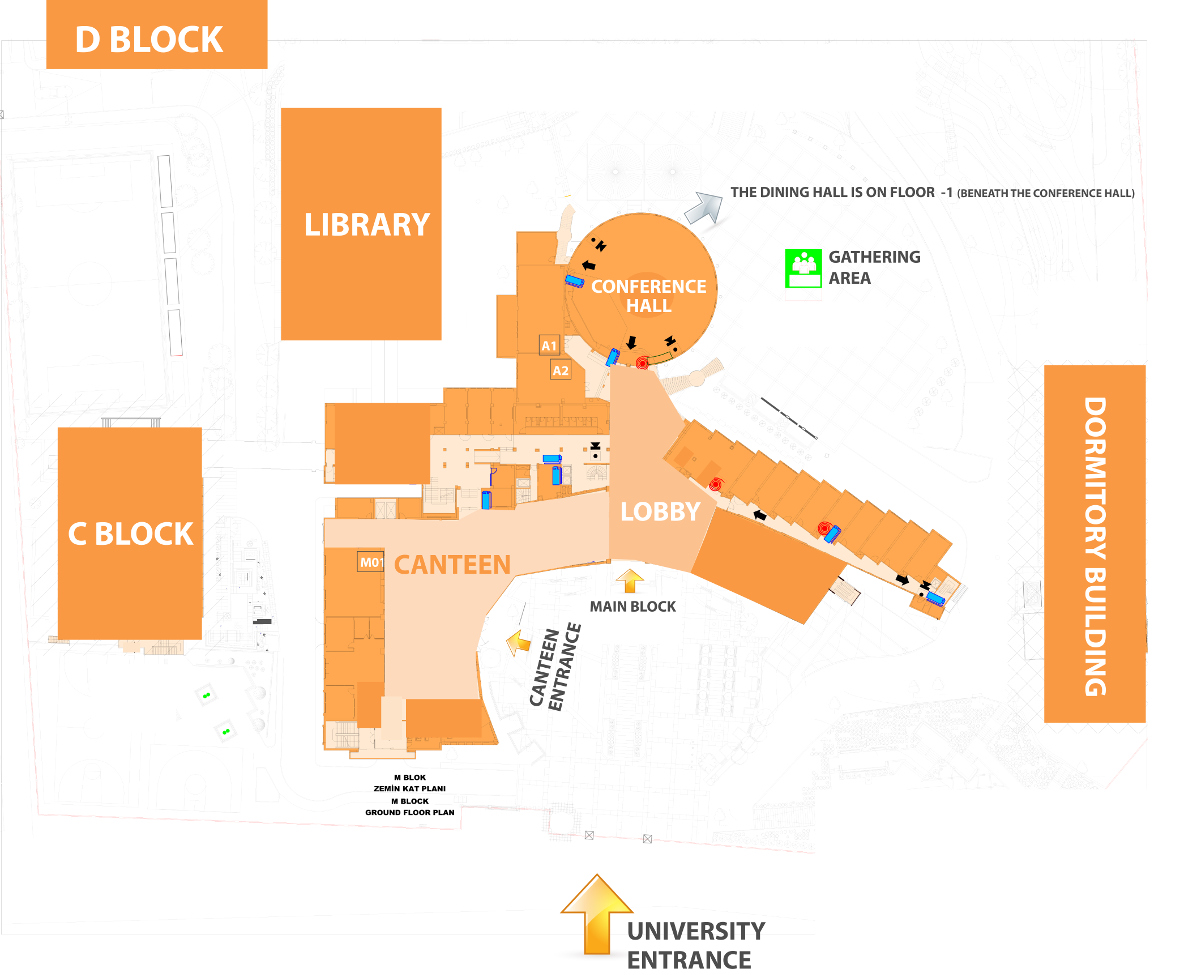 D BLOCK
LIBRARY
THE DINING HALL IS ON FLOOR -1 (BENEATH THE CONFERENCE HALL)
GATHERING
AREA
CONFERENCE
HALL
A1
A2
DORMITORY BUILDING
C BLOCK
LOBBY
M01
CANTEEN
MAIN BLOCK
CANTEEN
ENTRANCE
M BLOK
ZEMİN KAT PLANI
M BLOCK
GROUND FLOOR PLAN
UNIVERSITY
ENTRANCE